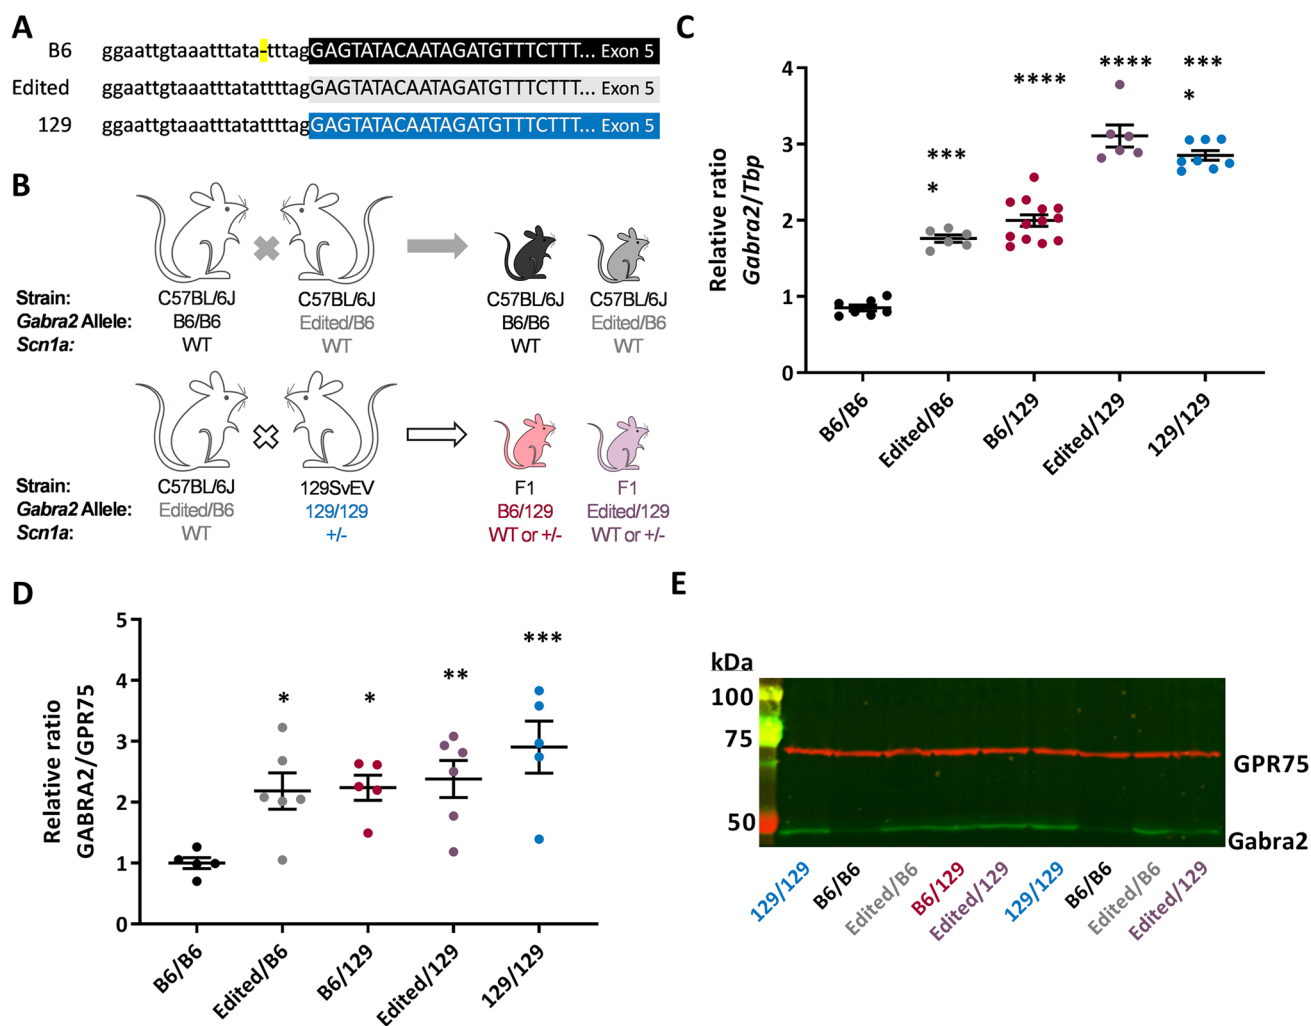 A
B6 ggaattgtaaatttata-tttagGAGTATACAATAGATGTTTCTTT... Exon 5
Edited ggaattgtaaatttatattttagGAGTATACAATAGATGTTTCTTT... Exon 5
129 ggaattgtaaatttatattttagGAGTATACAATAGATGTTTCTTT... Exon 5
B
Strain: C57BL/6J C57BL/6J C57BL/6J C57BL/6J
Gabra2 Allele: B6/B6 Edited/B6 B6/B6 Edited/B6
Scn1a: WT WT WT WT
Strain: C57BL/6J 129SvEV F1 F1
Gabra2 Allele: Edited/B6 129/129 B6/129 Edited/129
Scn1a: WT +/- WT or +/- WT or +/-
C
Relative ratio
Gabra2/Tbp
4
3
2
1
0
***
*
****
****
***
*
B6/B6
Edited/B6
B6/129
Edited/129
129/129
D
Relative ratio
GABRA2/GPR75
5
4
3
2
1
0
*
*
**
***
B6/B6
Edited/B6
B6/129
Edited/129
129/129
E
kDa
100
75
50
GPR75
Gabra2
129/129
B6/B6
Edited/B6
B6/129
Edited/129
129/129
B6/B6
Edited/B6
Edited/129